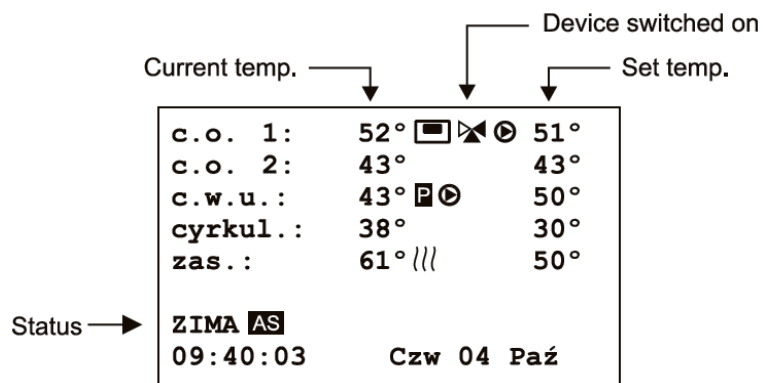 Device switched on
Current temp.
Set temp.
c.o. 1: 52° 51°
c.o. 2: 43° 43°
c.w.u.: 43° P 50°
cyrkul.: 38° 30°
zas.: 61° 50°
Status
ZIMA AS
09:40:03 Czw 04 Paź